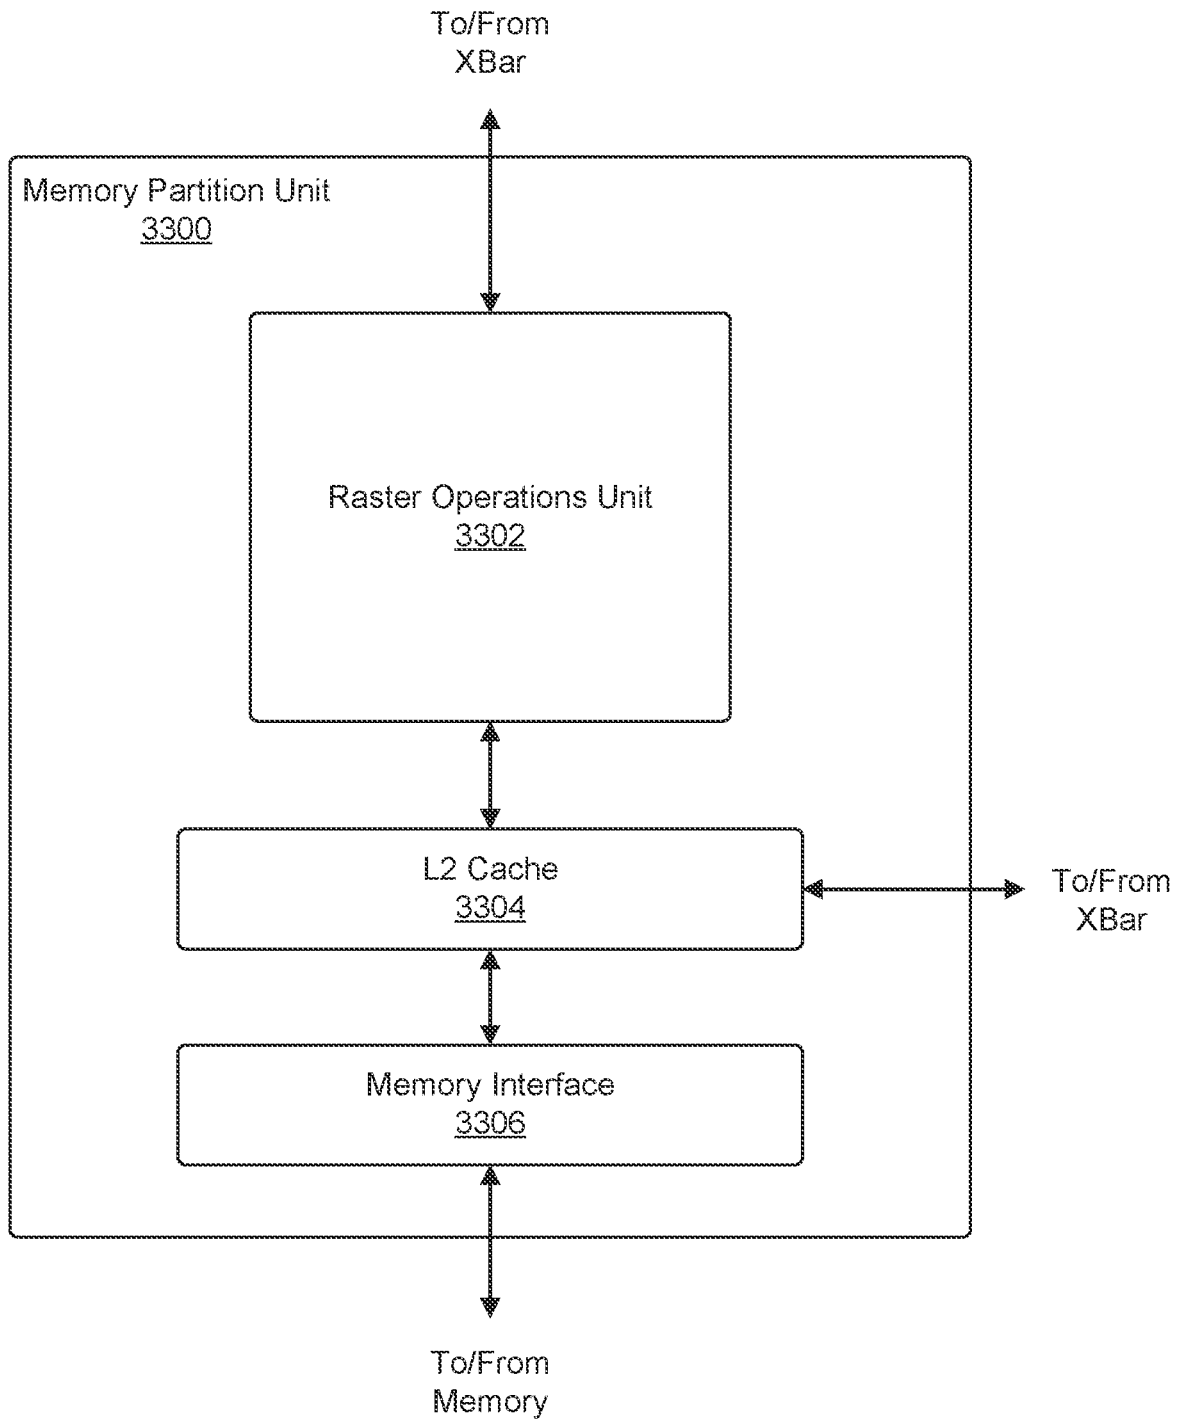 To/From
XBar
Memory Partition Unit
3300
Raster Operations Unit
3302
L2 Cache
3304
To/From
XBar
Memory Interface
3306
To/From
Memory